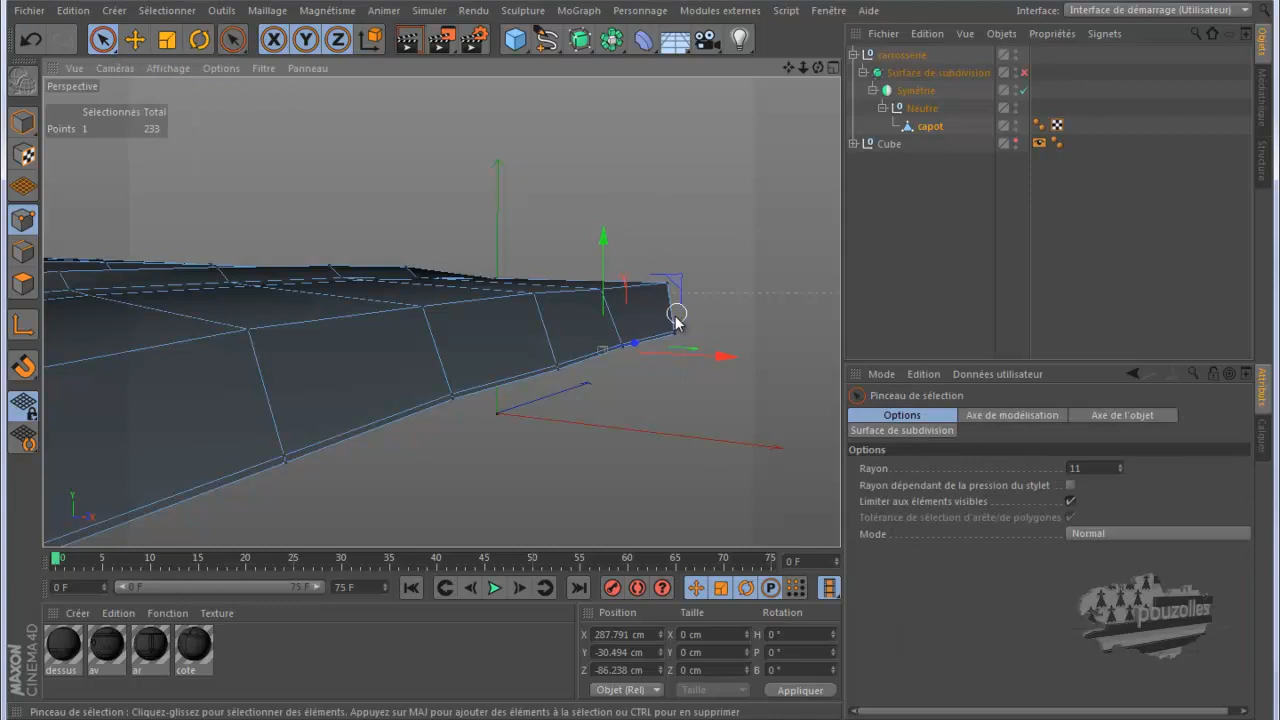 Fichier Edition Créer Sélectionner Outils Maillage Magnétisme Animer Simuler Rendu Sculpture MoGraph Personnage Modules externes Script Fenêtre Aide Interface: Interface de démarrage (Utilisateur)
X Y Z
Vue Caméras Affichage Options Filtre Panneau
Perspective
Sélectionnés Total
Points 1 233
Y
X
0 5 10 15 20 25 30 35 40 45 50 55 60 65 70 75 0 F
0 F 0 F 75 F 75 F
P
Créer Edition Fonction Texture
dessus av ar cote
MAXON
CINEMA 4D
Position Taille Rotation
X 287.791 cm X 0 cm H 0 °
Y -30.494 cm Y 0 cm P 0 °
Z -86.238 cm Z 0 cm B 0 °
Objet (Rel) Taille Appliquer
Pinceau de sélection : Cliquez-glissez pour sélectionner des éléments. Appuyez sur MAJ pour ajouter des éléments à la sélection ou CTRL pour en supprimer
Fichier Edition Vue Objets Propriétés Signets
carrosserie
Surface de subdivision
Symétrie
Neutre
capot
Cube
Objets
Médiathèque
Structure
Mode Edition Données utilisateur
Pinceau de sélection
Options Axe de modélisation Axe de l'objet
Surface de subdivision
Options
Rayon 11
Rayon dépendant de la pression du stylet
Limiter aux éléments visibles
Tolérance de sélection d'arête/de polygones
Mode Normal
Attributs
Calques
pouzolles